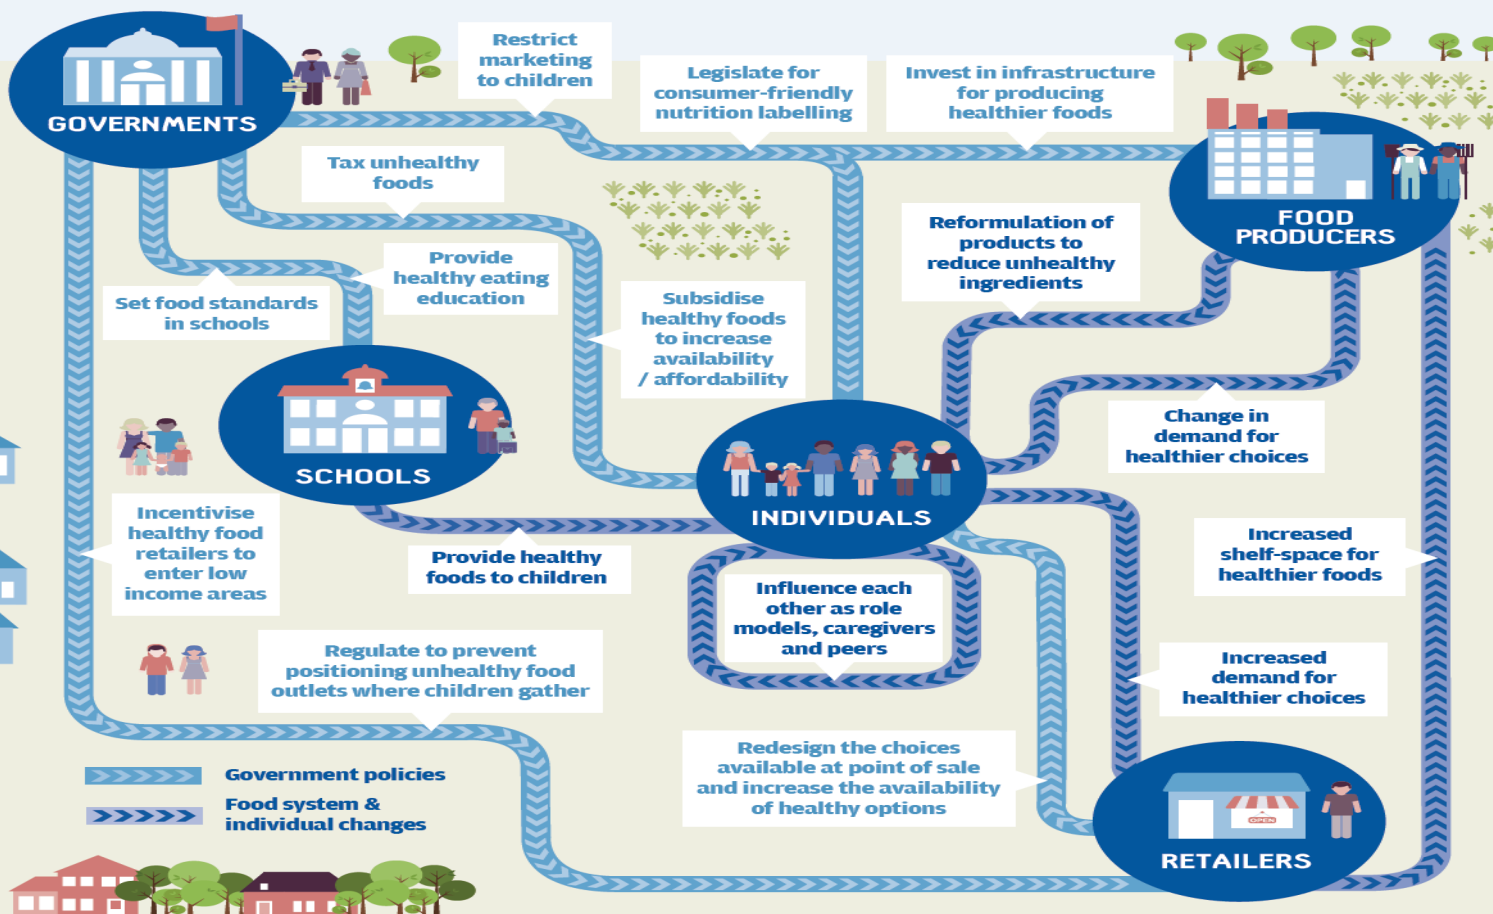 GOVERNMENTS
Restrict
marketing
to children
Legislate for
consumer-friendly
nutrition labelling
Invest in infrastructure
for producing
healthier foods
FOOD
PRODUCERS
Tax unhealthy
foods
Reformulation of
products to
reduce unhealthy
ingredients
Provide
healthy eating
education
Set food standards
in schools
Subsidise
healthy foods
to increase
availability
/ affordability
Change in
demand for
healthier choices
SCHOOLS
INDIVIDUALS
Incentivise
healthy food
retailers to
enter low
income areas
Provide healthy
foods to children
Increased
shelf-space for
healthier foods
Influence each
other as role
models, caregivers
and peers
Regulate to prevent
positioning unhealthy food
outlets where children gather
Increased
demand for
healthier choices
Redesign the choices
available at point of sale
and increase the availability
of healthy options
Government policies
Food system &
individual changes
OPEN
RETAILERS